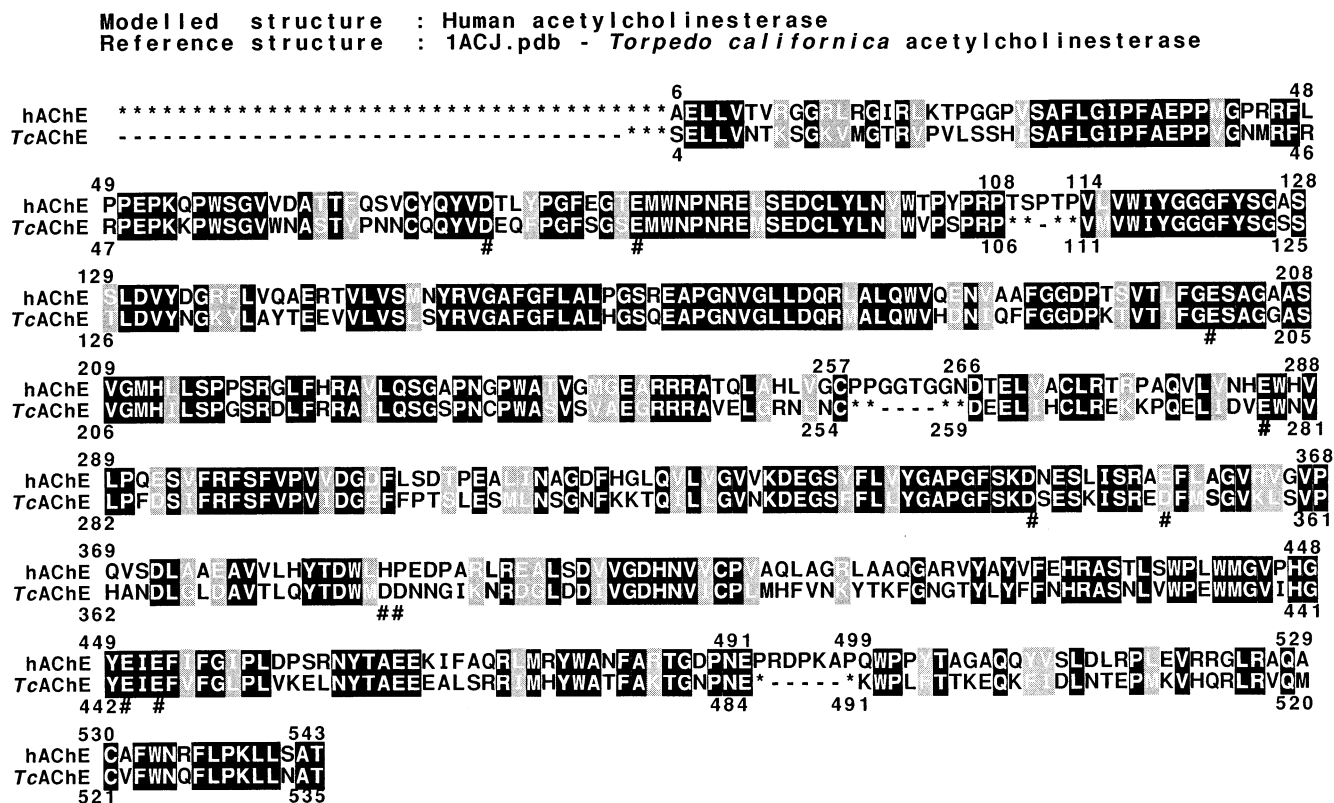 Modelled structure : Human acetylcholinesterase
Reference structure : 1ACJ.pdb - Torpedo californica acetylcholinesterase
6 48
hAChE *************************************AELLVTVRGGRLRGIRLKTPGGPVSAFLGIPFAEPPMGPRRFL
TcAChE ----------------------------------***SELLVNTKSGKVMGTRVPVLSSHISAFLGIPFAEPPVGNMRFR
4 46
49 108 114 128
hAChE PPEPKQPWSGVVDATTFQSVCYQYVDTLYPGFEGTEMWNPNRELSEDCLYLNVWTPYPRPTSPTPVLVWIYGGGFYSGAS
TcAChE RPEPKKPWSGVWNASTYPNNCQQYVDEQFPGFSGSEMWNPNREMSEDCLYLNIWVPSPRP**-**VMVWIYGGGFYSGSS
47 # # 106 111 125
129 208
hAChE SLDVYDGRFLVQAERTVLVSMNYRVGAFGFLALPGSREAPGNVGLLDQRLALQWVQENVAAFGGDPTSVTLFGESAGAAS
TcAChE TLDVYNGKYLAYTEEVVLVSLSYRVGAFGFLALHGSQEAPGNVGLLDQRMALQWVHDNIQFFGGDPKTVTIFGESAGGAS
126 # 205
209 257 266 288
hAChE VGMHLLSPPSRGLFHRAVLQSGAPNGPWATVGMGEARRRATQLAHLVGCPPGGTGGNDTELVACLRTRPAQVLVNHEWHV
TcAChE VGMHILSPGSRDLFRRAILQSGSPNCPWASVSVAEGRRRAVELGRNLNC**----**DEELIHCLREKKPQELIDVEWNV
206 254 259 # 281
289 368
hAChE LPQESVFRFSFVPVVDGDFLSDTPEALINAGDFHGLQVLVGVVKDEGSYFLVYGAPGFSKDNESLISRAEFLAGVRVGVP
TcAChE LPFDSIFRFSFVPVIDGEFFPTSLESMLNSGNFKKTQILLGVNKDEGSFFLLYGAPGFSKDSESKISREDFMSGVKLSVP
282 # # 361
369 448
hAChE QVSDLAAEAVVLHYTDWLHPEDPARLREALSDVVGDHNVVCPVAQLAGRLAAQGARVYAYVFEHRASTLSWPLWMGVPHG
TcAChE HANDLGLDAVTLQYTDWMDDNNGIKNRDGLDDIVGDHNVICPLMHFVNKYTKFGNGTYLYFFNHRASNLVWPEWMGVIHG
362 ## 441
449 491 499 529
hAChE YEIEFIFGIPLDPSRNYTAEEKIFAQRLMRYWANFARTGDPNEPRDPKAPQWPPYTAGAQQYVSLDLRPLEVRRGLRAQA
TcAChE YEIEFVFGLPLVKELNYTAEEEALSRRIMHYWATFAKTGNPNE*-----*KWPLFTTKEQKFIDLNTEPMKVHQRLRVQM
442# # 484 491 520
530 543
hAChE CAFWNRFLPKLLSAT
TcAChE CVFWNQFLPKLLNAT
521 535